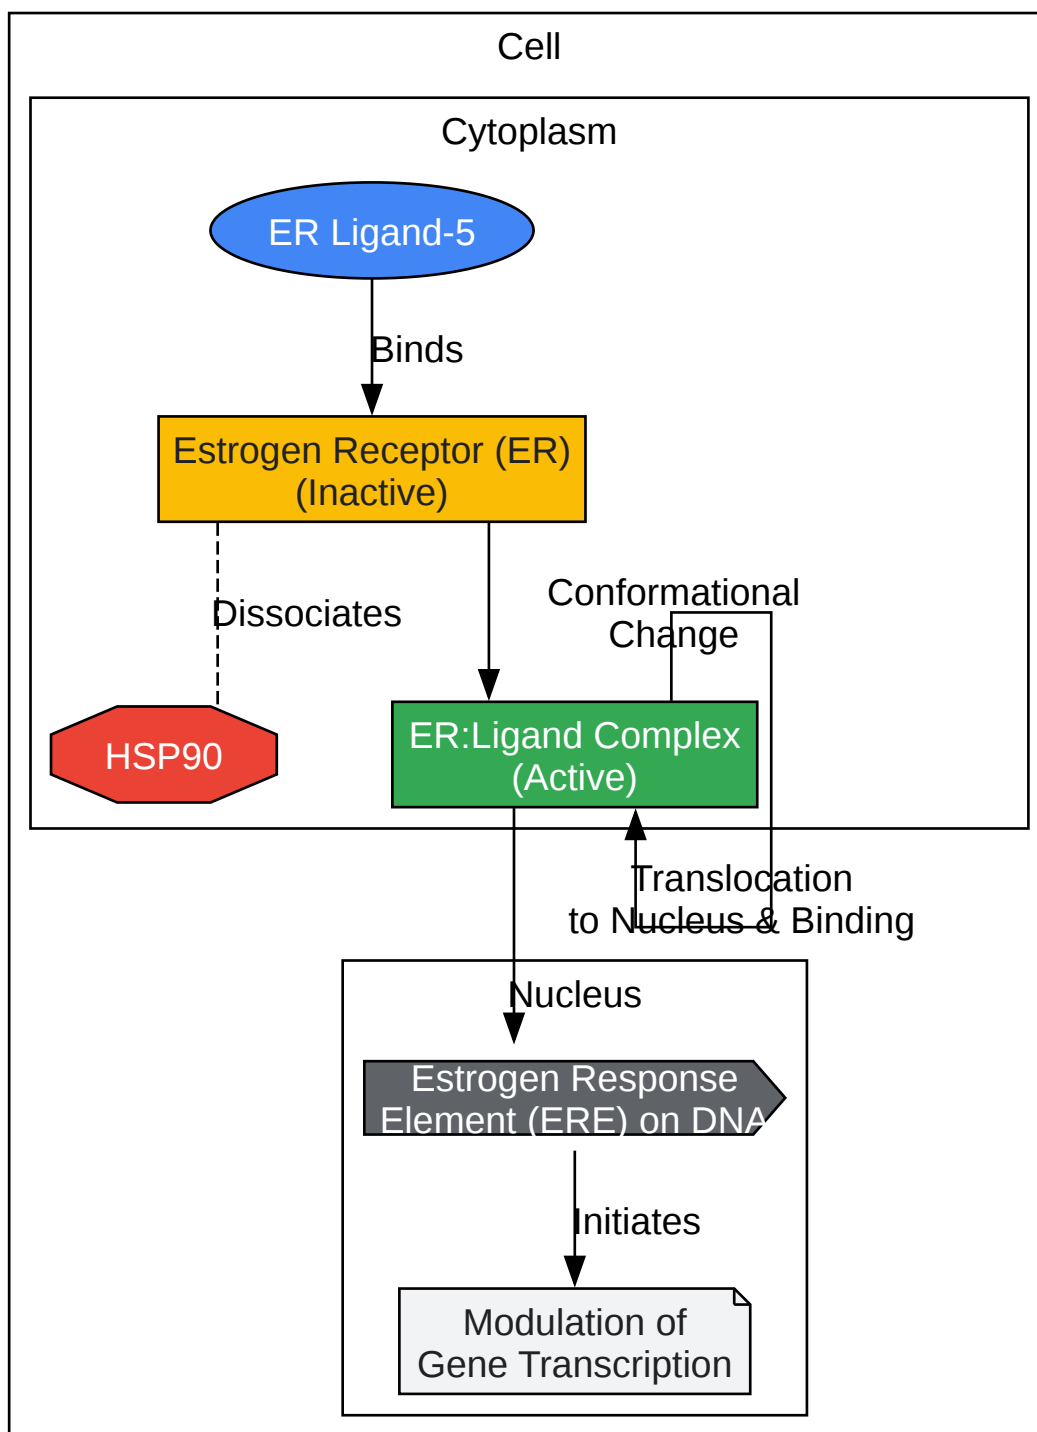 Cell
Cytoplasm
ER Ligand-5
Binds
Estrogen Receptor (ER)
(Inactive)
Dissociates
Conformational
Change
HSP90
ER:Ligand Complex
(Active)
Translocation
to Nucleus & Binding
Nucleus
Estrogen Response
Element (ERE) on DNA
Initiates
Modulation of
Gene Transcription